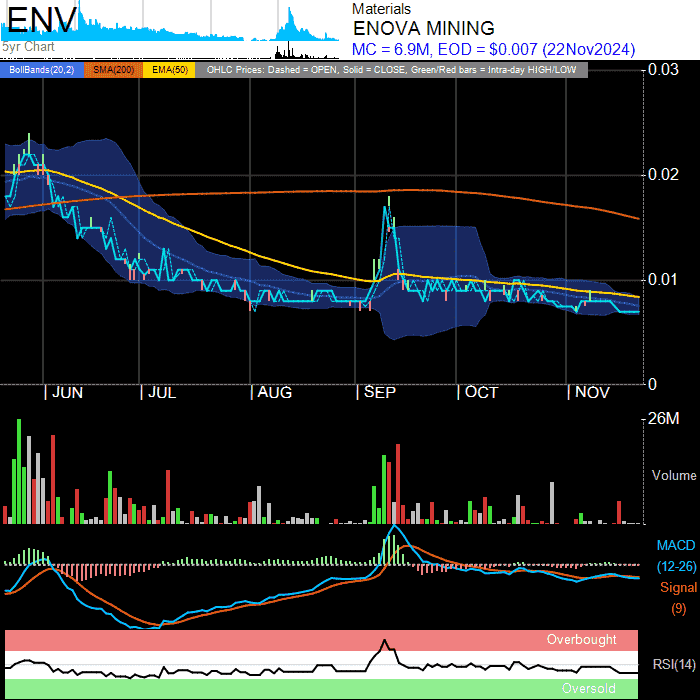 ENV
5yr Chart
Materials
ENOVA MINING
MC = 6.9M, EOD = $0.007 (22Nov2024)
BollBands(20,2) SMA(200) EMA(50) OHLC Prices: Dashed = OPEN, Solid = CLOSE, Green/Red bars = Intra-day HIGH/LOW
0.03
0.02
0.01
0
JUN JUL AUG SEP OCT NOV
26M
Volume
MACD
(12-26)
Signal
(9)
Overbought
RSI(14)
Oversold